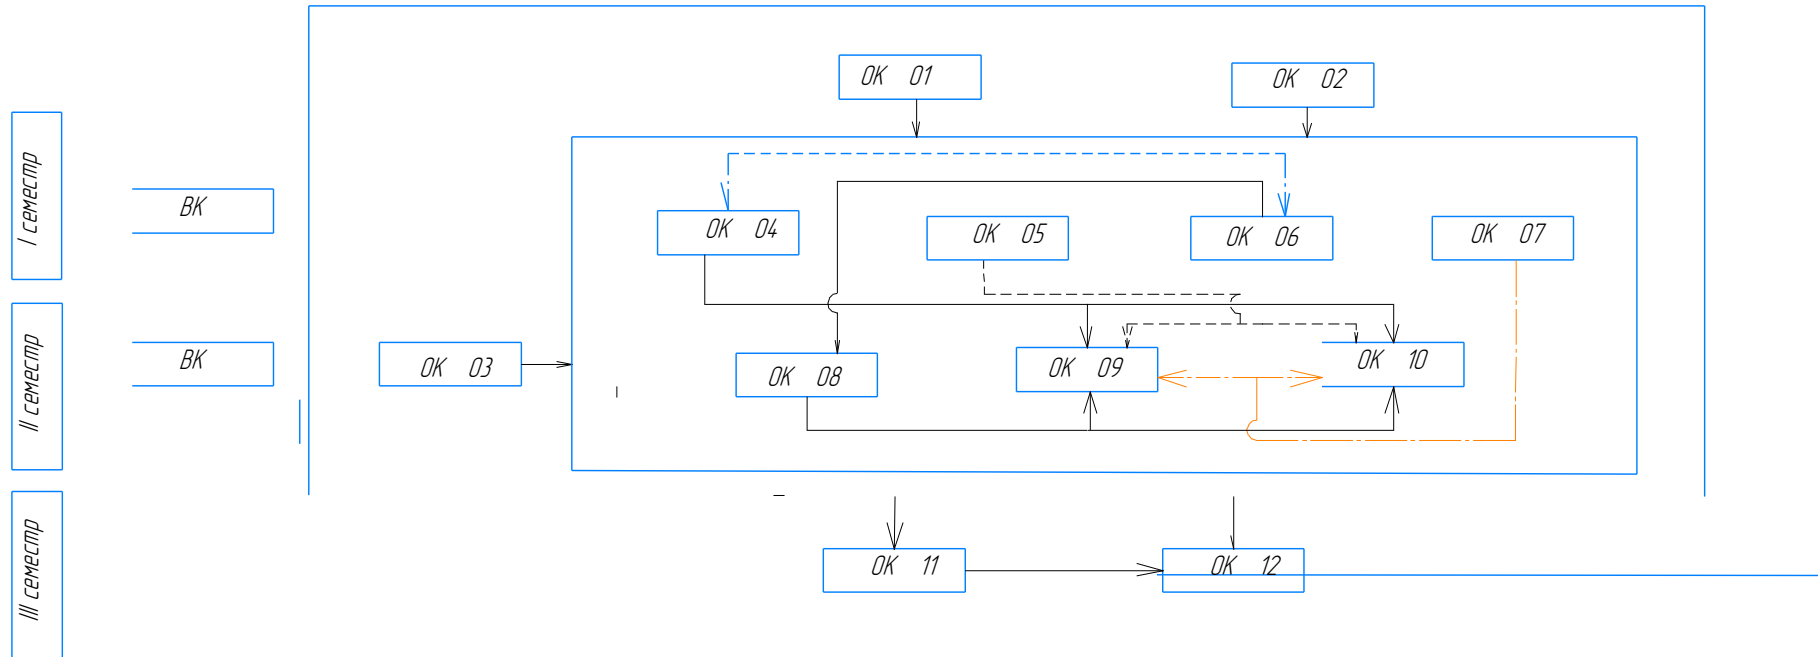 ОК 01
ОК 02
I семестр
ВК
ОК 04
ОК 05
ОК 06
ОК 07
II семестр
ВК
ОК 03
ОК 08
ОК 09
ОК 10
III семестр
ОК 11
ОК 12